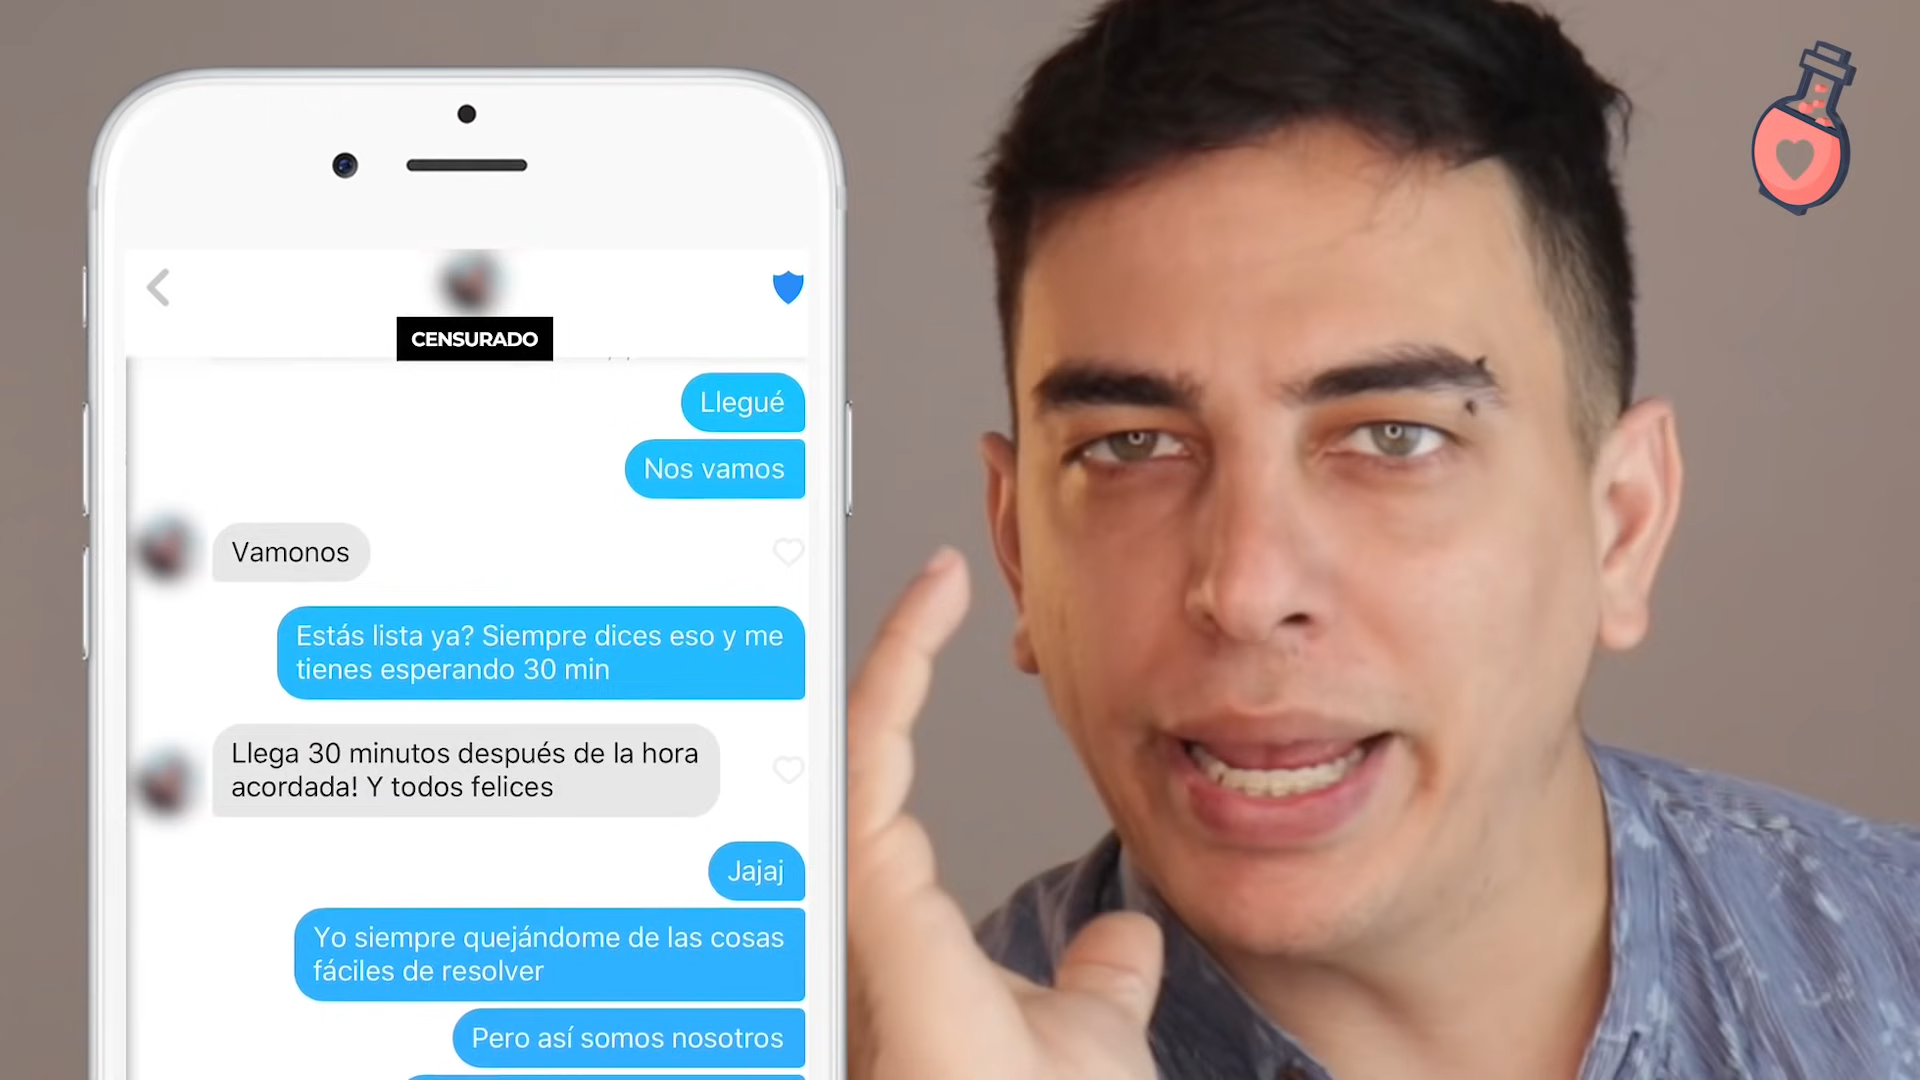 CENSURADO
Llegué
Nos vamos
Vamonos
Estás lista ya? Siempre dices eso y me
tienes esperando 30 min
Llega 30 minutos después de la hora
acordada! Y todos felices
Jajaj
Yo siempre quejándome de las cosas
fáciles de resolver
Pero así somos nosotros